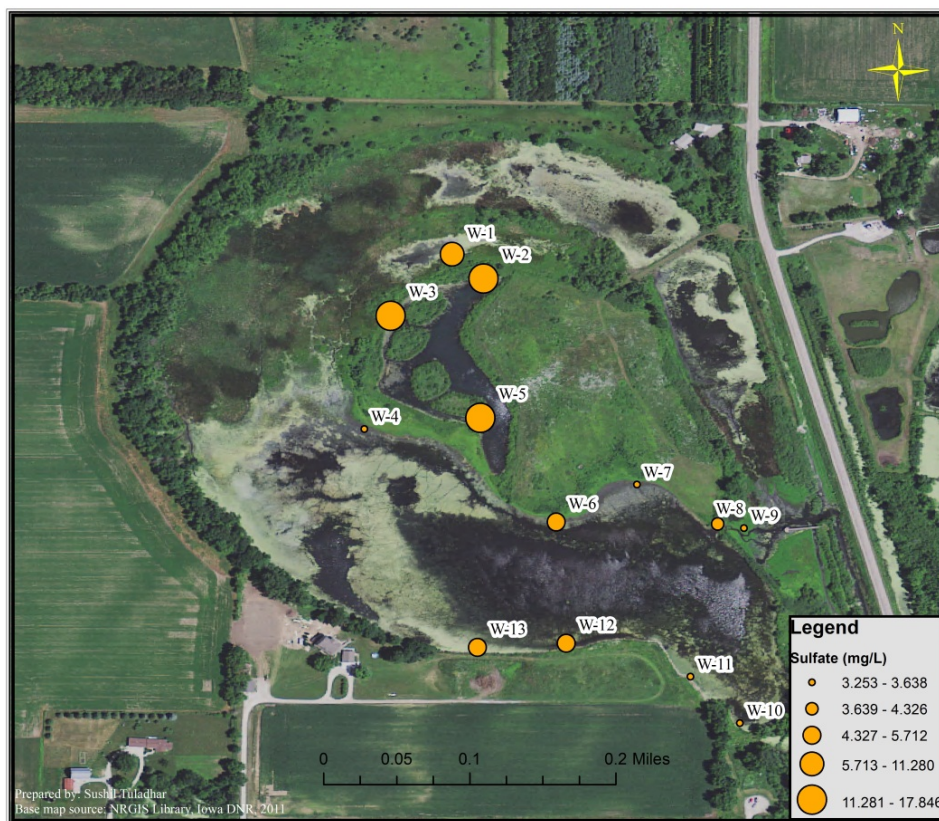 N
W-1
W-2
W-3
W-5
W-4
W-7
W-6
W-8
W-9
W-13
W-12
W-11
W-10
Legend
Sulfate (mg/L)
3.253 - 3.638
3.639 - 4.326
4.327 - 5.712
5.713 - 11.280
11.281 - 17.846
0 0.05 0.1 0.2 Miles
Prepared by: Sushil Tuladhar
Base map source: NRGIS Library, Iowa DNR, 2011